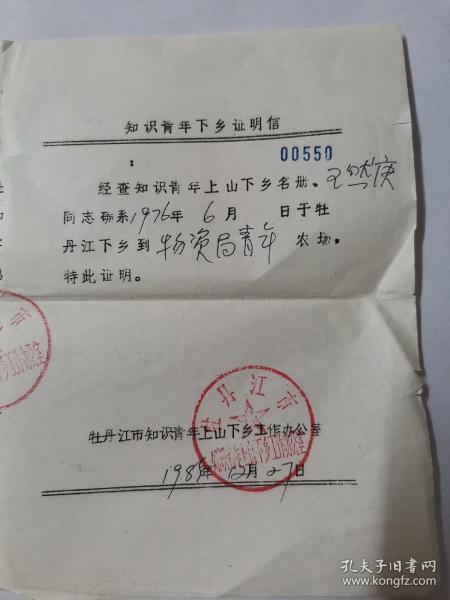 知识青年下乡证明信
：
00550
经查知识青年上山下乡名册、王
同志确系1976年 6月 日于牡
丹江下乡到 物资局青年 农场。
特此证明。
牡丹江市
牡丹江市知识青年上山下乡工作办公室
198 年12月27日
孔夫子旧书网
www.kongfz.com